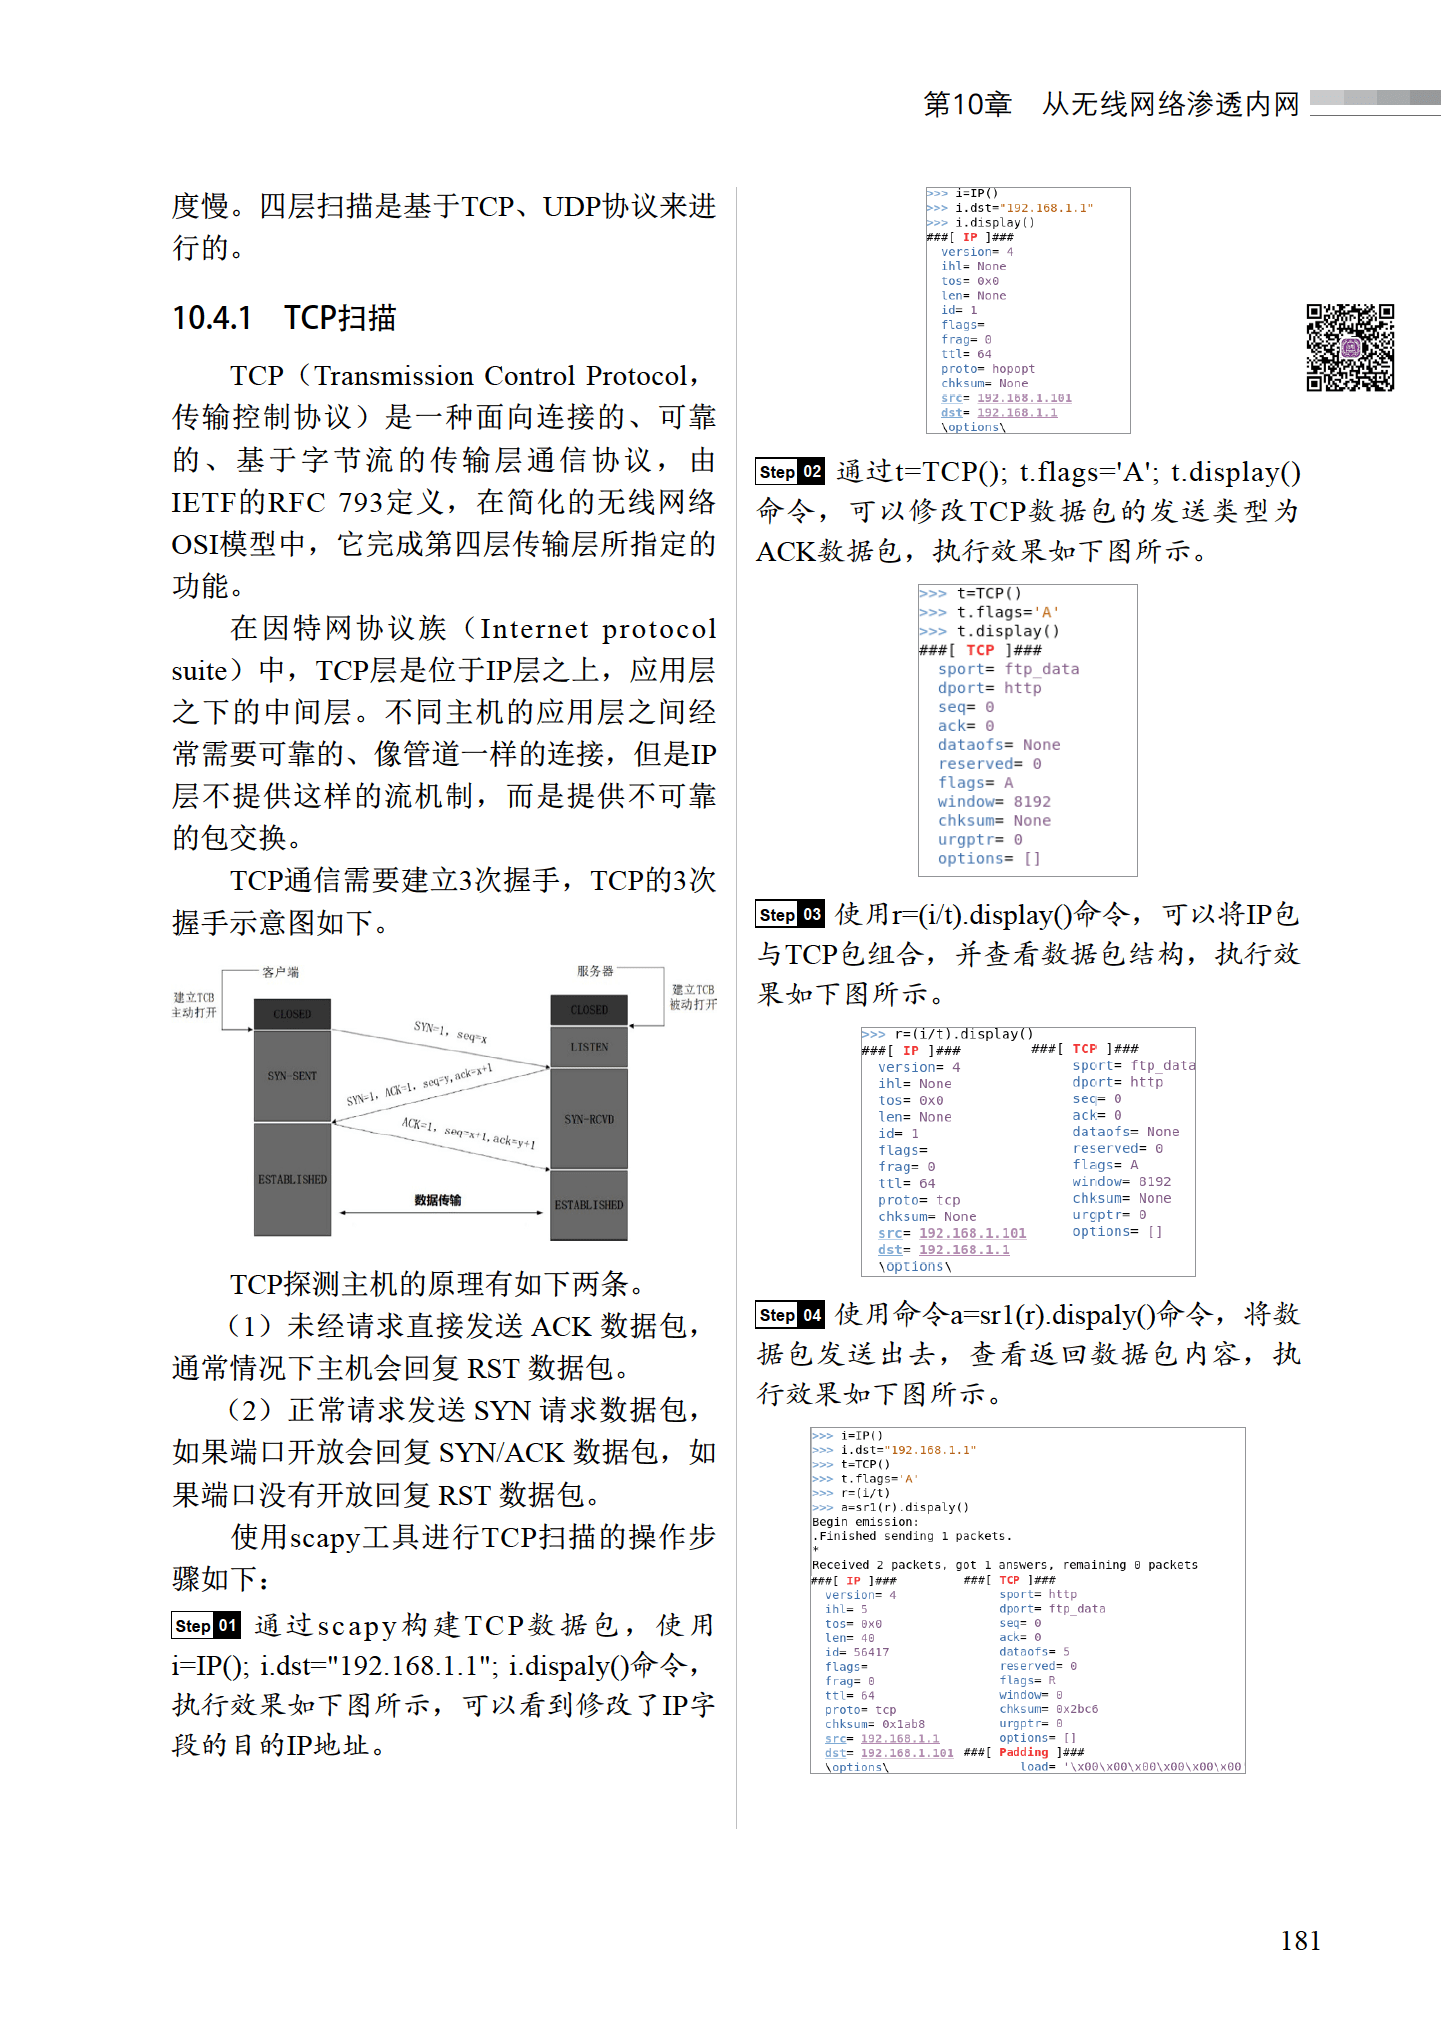 第10章 从无线网络渗透内网
度慢。四层扫描是基于TCP、UDP协议来进
行的。
10.4.1 TCP扫描
TCP（Transmission Control Protocol，
传输控制协议）是一种面向连接的、可靠
的、基于字节流的传输层通信协议，由
IETF的RFC 793定义，在简化的无线网络
OSI模型中，它完成第四层传输层所指定的
功能。
在因特网协议族（Internet protocol
suite）中，TCP层是位于IP层之上，应用层
之下的中间层。不同主机的应用层之间经
常需要可靠的、像管道一样的连接，但是IP
层不提供这样的流机制，而是提供不可靠
的包交换。
TCP通信需要建立3次握手，TCP的3次
握手示意图如下。
客户端
服务器
建立TCB
主动打开
建立TCB
被动打开
CLOSED
CLOSED
SYN=1, seq=x
LISTEN
SYN-SENT
SYN=1, ACK=1, seq=y,ack=x+1
SYN-RCVD
ACK=1, seq=x+1,ack=y+1
ESTABLISHED
数据传输
ESTABLISHED
TCP探测主机的原理有如下两条。
（1）未经请求直接发送 ACK 数据包，
通常情况下主机会回复 RST 数据包。
（2）正常请求发送 SYN 请求数据包，
如果端口开放会回复 SYN/ACK 数据包，如
果端口没有开放回复 RST 数据包。
使用scapy工具进行TCP扫描的操作步
骤如下：
Step 01 通过scapy构建TCP数据包，使用
i=IP(); i.dst="192.168.1.1"; i.dispaly()命令，
执行效果如下图所示，可以看到修改了IP字
段的目的IP地址。
>>> i=IP()
>>> i.dst="192.168.1.1"
>>> i.display()
###[ IP ]###
version= 4
ihl= None
tos= 0x0
len= None
id= 1
flags=
frag= 0
ttl= 64
proto= hopopt
chksum= None
src= 192.168.1.101
dst= 192.168.1.1
\options\
Step 02 通过t=TCP(); t.flags='A'; t.display()
命令，可以修改TCP数据包的发送类型为
ACK数据包，执行效果如下图所示。
>>> t=TCP()
>>> t.flags='A'
>>> t.display()
###[ TCP ]###
sport= ftp_data
dport= http
seq= 0
ack= 0
dataofs= None
reserved= 0
flags= A
window= 8192
chksum= None
urgptr= 0
options= []
Step 03 使用r=(i/t).display()命令，可以将IP包
与TCP包组合，并查看数据包结构，执行效
果如下图所示。
>>> r=(i/t).display()
###[ IP ]###
version= 4
ihl= None
tos= 0x0
len= None
id= 1
flags=
frag= 0
ttl= 64
proto= tcp
chksum= None
src= 192.168.1.101
dst= 192.168.1.1
\options\
###[ TCP ]###
sport= ftp_data
dport= http
seq= 0
ack= 0
dataofs= None
reserved= 0
flags= A
window= 8192
chksum= None
urgptr= 0
options= []
Step 04 使用命令a=sr1(r).dispaly()命令，将数
据包发送出去，查看返回数据包内容，执
行效果如下图所示。
>>> i=IP()
>>> i.dst="192.168.1.1"
>>> t=TCP()
>>> t.flags='A'
>>> r=(i/t)
>>> a=sr1(r).dispaly()
Begin emission:
.Finished sending 1 packets.
*
Received 2 packets, got 1 answers, remaining 0 packets
###[ IP ]###
version= 4
ihl= 5
tos= 0x0
len= 40
id= 56417
flags=
frag= 0
ttl= 64
proto= tcp
chksum= 0x1ab8
src= 192.168.1.1
dst= 192.168.1.101
\options\
###[ TCP ]###
sport= http
dport= ftp_data
seq= 0
ack= 0
dataofs= 5
reserved= 0
flags= R
window= 0
chksum= 0x2bc6
urgptr= 0
options= []
###[ Padding ]###
load= '\x00\x00\x00\x00\x00\x00
181